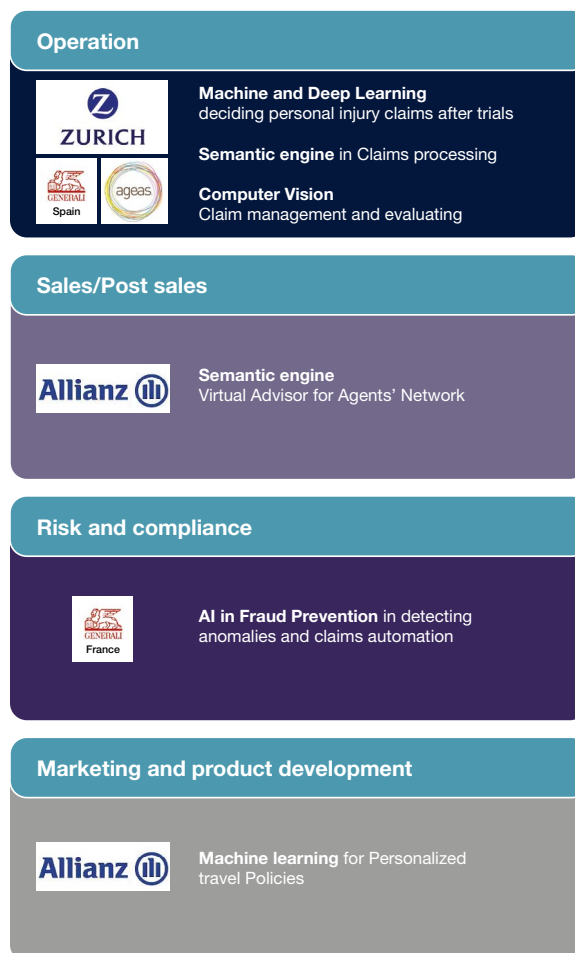 Operation
ZURICH
GENERALI
Spain
ageas
Machine and Deep Learning
deciding personal injury claims after trials
Semantic engine in Claims processing
Computer Vision
Claim management and evaluating
Sales/Post sales
Allianz
Semantic engine
Virtual Advisor for Agents’ Network
Risk and compliance
GENERALI
France
AI in Fraud Prevention in detecting
anomalies and claims automation
Marketing and product development
Allianz
Machine learning for Personalized
travel Policies